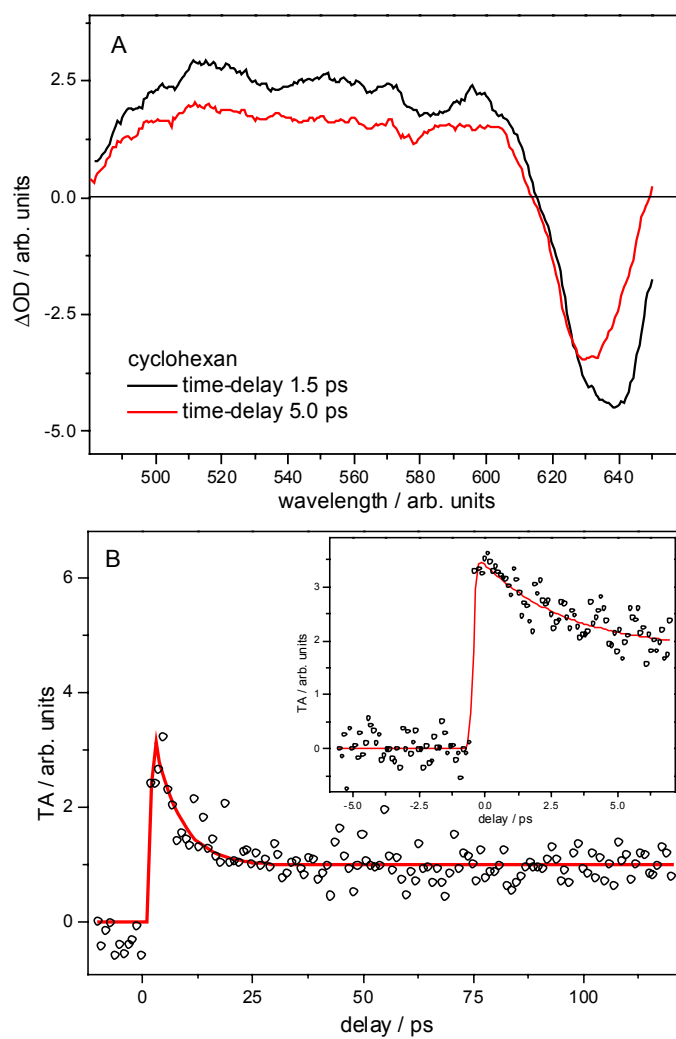 A
5.0
2.5
0.0
-2.5
-5.0
ΔOD / arb. units
cyclohexan
time-delay 1.5 ps
time-delay 5.0 ps
500 520 540 560 580 600 620 640
wavelength / arb. units
B
6
4
2
0
TA / arb. units
3
2
1
0
TA / arb. units
-5.0 -2.5 0.0 2.5 5.0
delay / ps
0 25 50 75 100
delay / ps